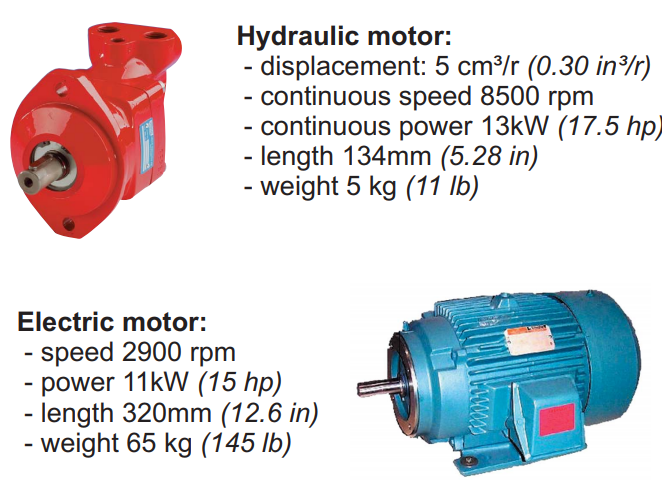 Hydraulic motor:
- displacement: 5 cm³/r (0.30 in³/r)
- continuous speed 8500 rpm
- continuous power 13kW (17.5 hp)
- length 134mm (5.28 in)
- weight 5 kg (11 lb)
Electric motor:
- speed 2900 rpm
- power 11kW (15 hp)
- length 320mm (12.6 in)
- weight 65 kg (145 lb)